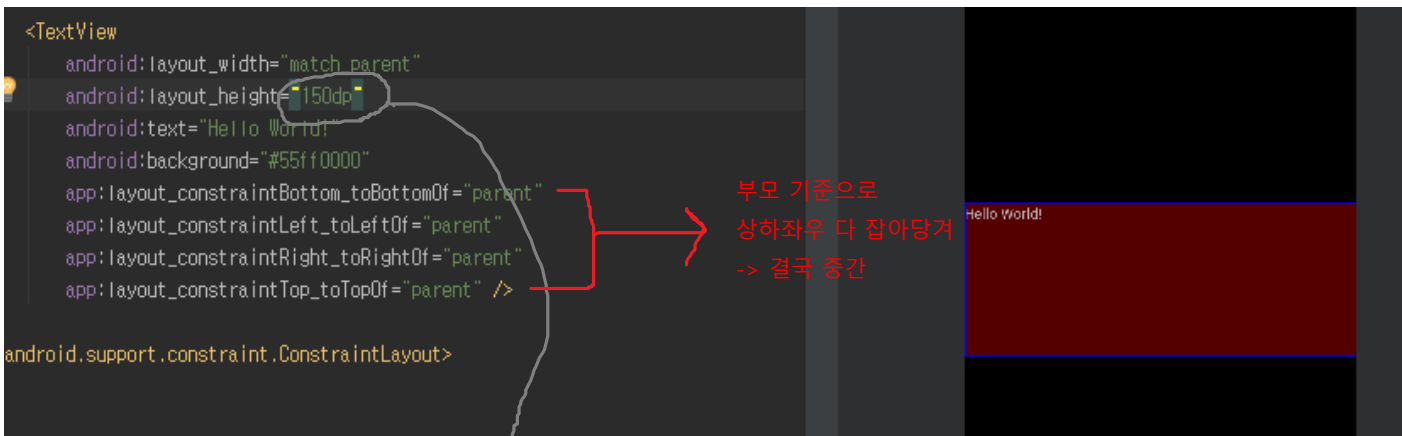 <TextView
android:layout_width="match_parent"
android:layout_height="150dp"
android:text="Hello World!"
android:background="#55ff0000"
app:layout_constraintBottom_toBottomOf="parent"
app:layout_constraintLeft_toLeftOf="parent"
app:layout_constraintRight_toRightOf="parent"
app:layout_constraintTop_toTopOf="parent" />
android.support.constraint.ConstraintLayout>
부모 기준으로
상하좌우 다 잡아당겨
-> 결국 중간
Hello World!